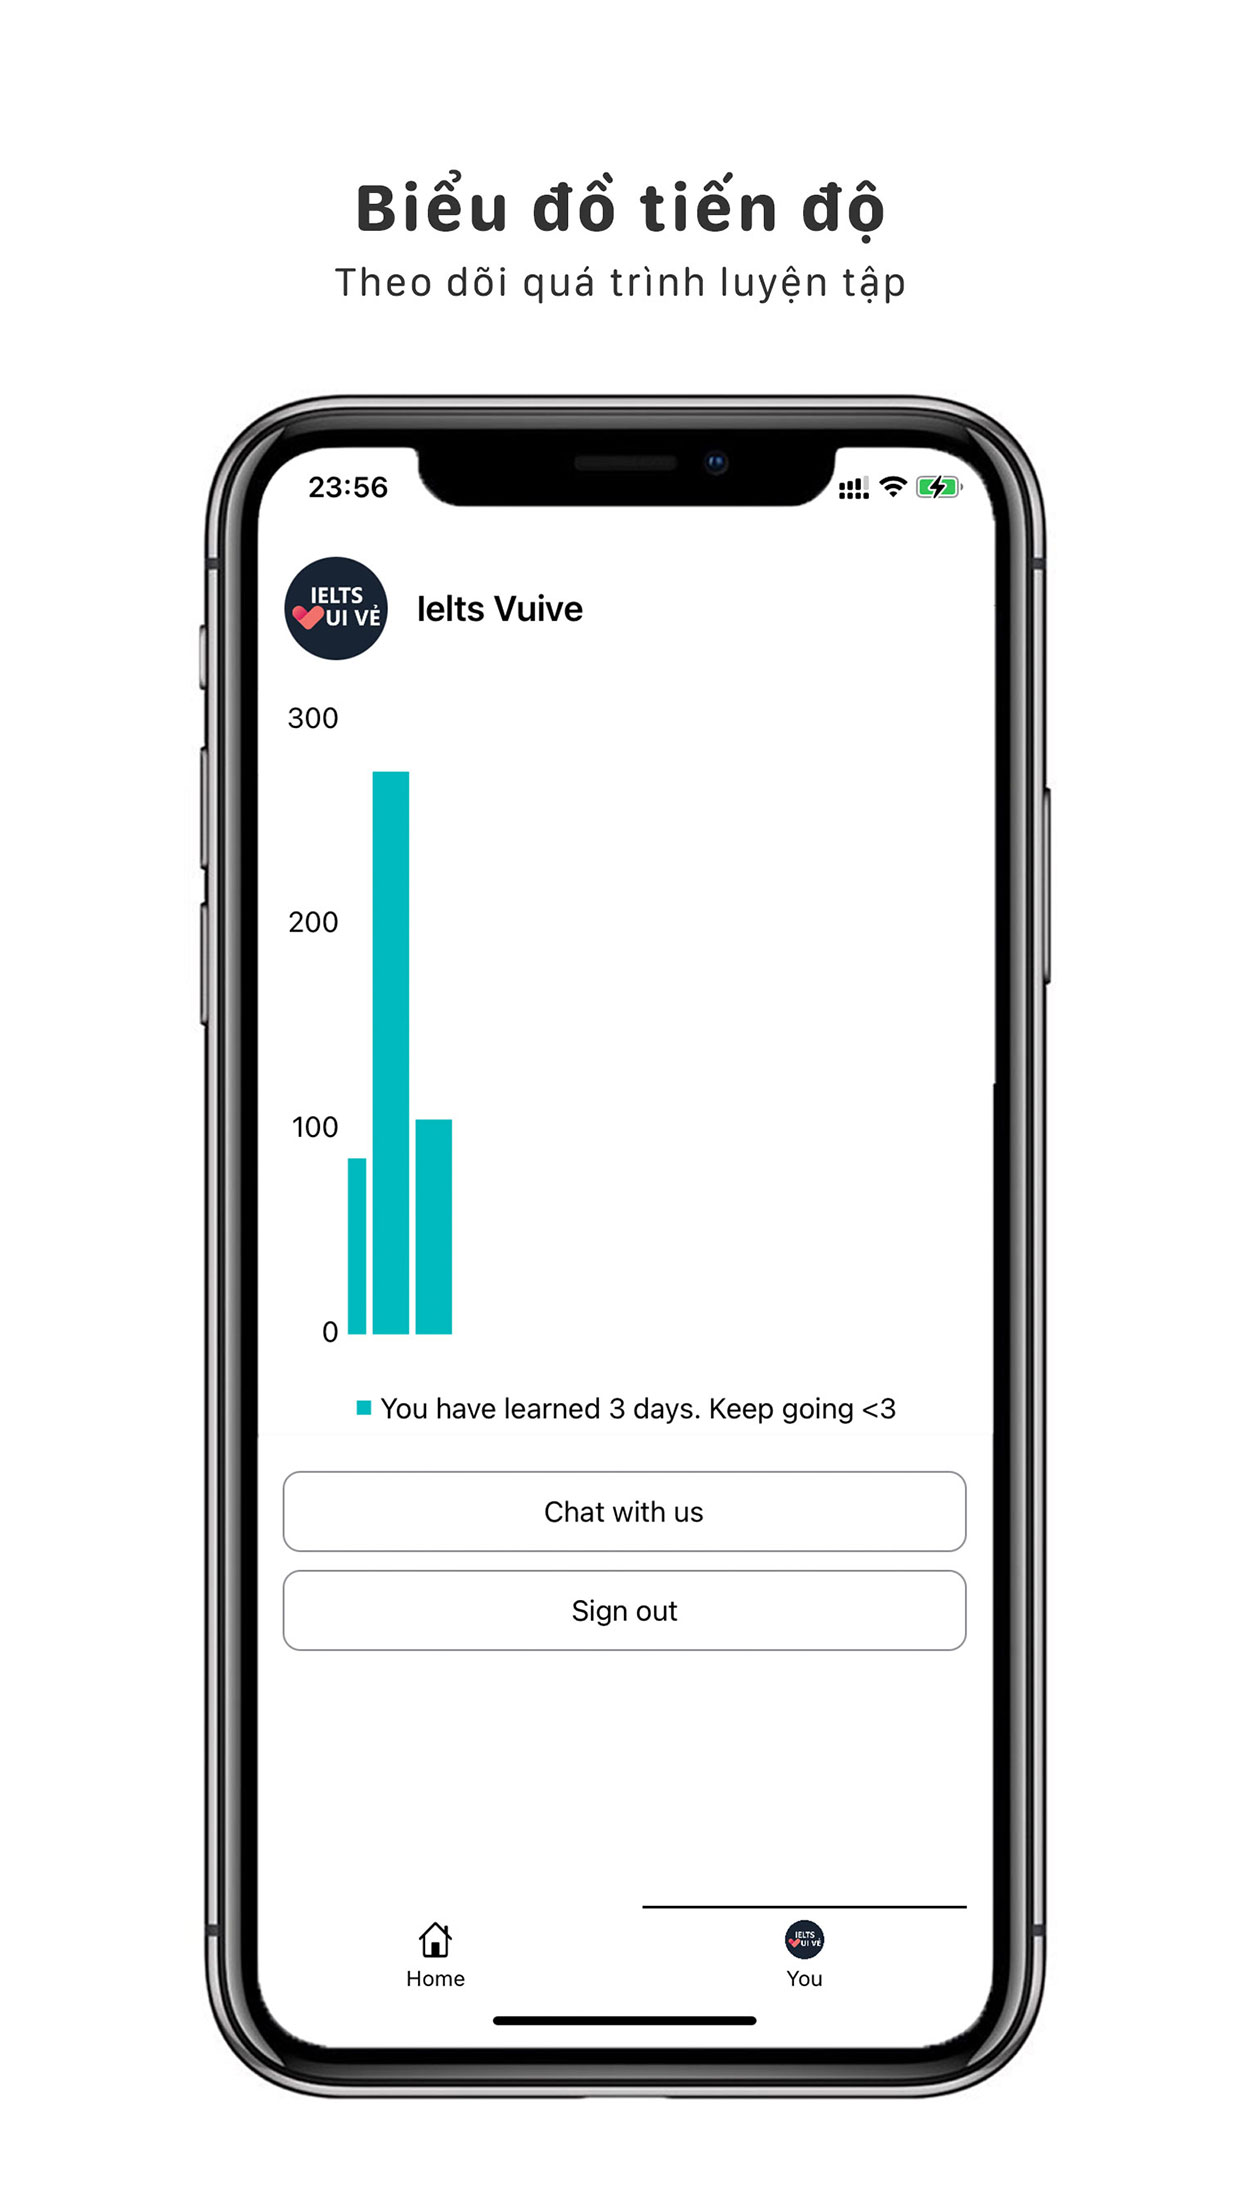 Biểu đồ tiến độ
Theo dõi quá trình luyện tập
23:56
IELTS
UI VẺ
Ielts Vuive
300
200
100
0
You have learned 3 days. Keep going <3
Chat with us
Sign out
Home
IELTS
UI VẺ
You